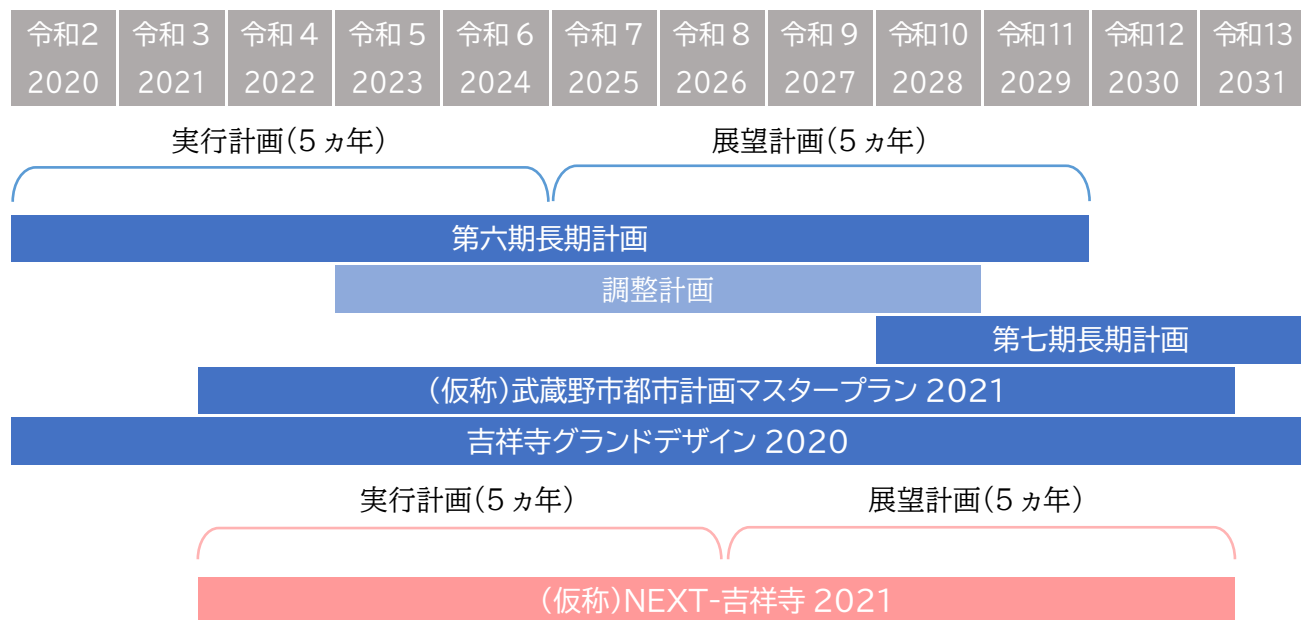 令和2 令和3 令和4 令和5 令和6 令和7 令和8 令和9 令和10 令和11 令和12 令和13
2020 2021 2022 2023 2024 2025 2026 2027 2028 2029 2030 2031
実行計画(5ヵ年) 展望計画(5ヵ年)
第六期長期計画
調整計画
第七期長期計画
(仮称)武蔵野市都市計画マスタープラン 2021
吉祥寺グランドデザイン 2020
実行計画(5ヵ年) 展望計画(5ヵ年)
(仮称)NEXT-吉祥寺 2021